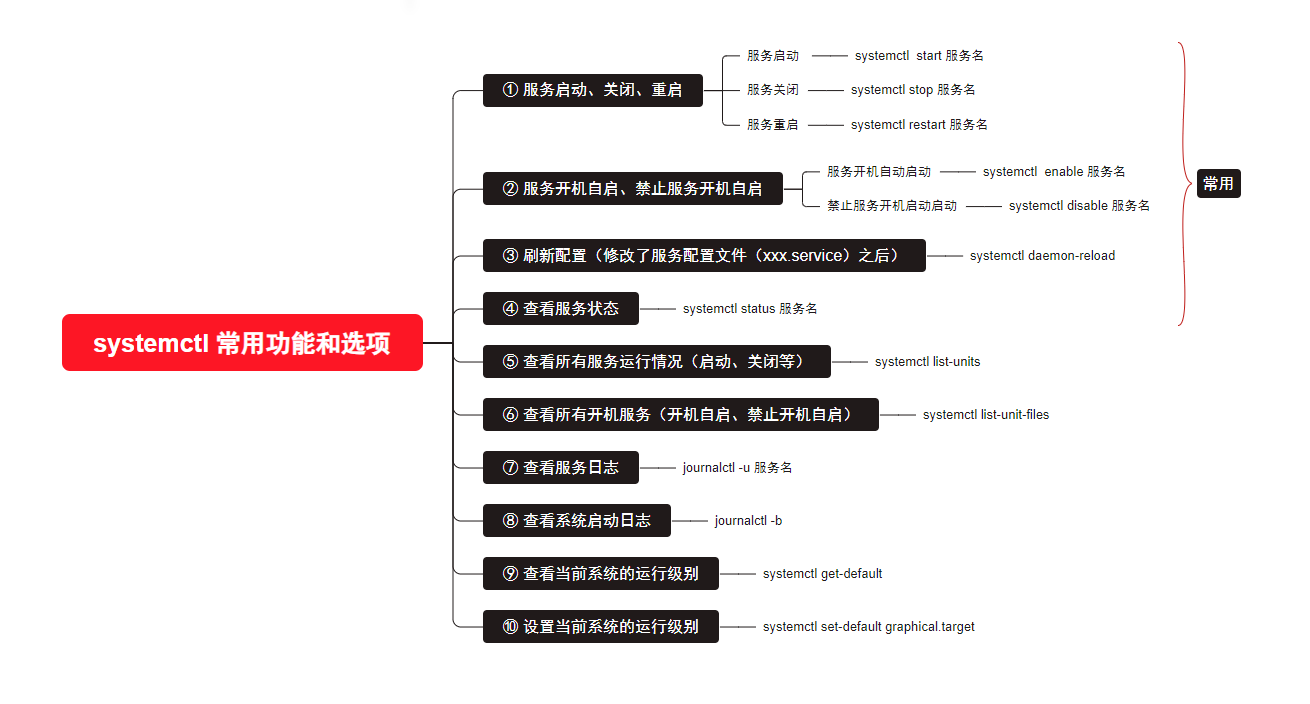 systemctl 常用功能和选项
① 服务启动、关闭、重启
服务启动
systemctl  start 服务名
服务关闭
systemctl stop 服务名
服务重启
systemctl restart 服务名
② 服务开机自启、禁止服务开机自启
服务开机自动启动
systemctl  enable 服务名
禁止服务开机启动启动
systemctl disable 服务名
③ 刷新配置（修改了服务配置文件（xxx.service）之后）
systemctl daemon-reload
④ 查看服务状态
systemctl status 服务名
常用
⑤ 查看所有服务运行情况（启动、关闭等）
systemctl list-units
⑥ 查看所有开机服务（开机自启、禁止开机自启）
systemctl list-unit-files
⑦ 查看服务日志
journalctl -u 服务名
⑧ 查看系统启动日志
journalctl -b
⑨ 查看当前系统的运行级别
systemctl get-default
⑩ 设置当前系统的运行级别
systemctl set-default graphical.target